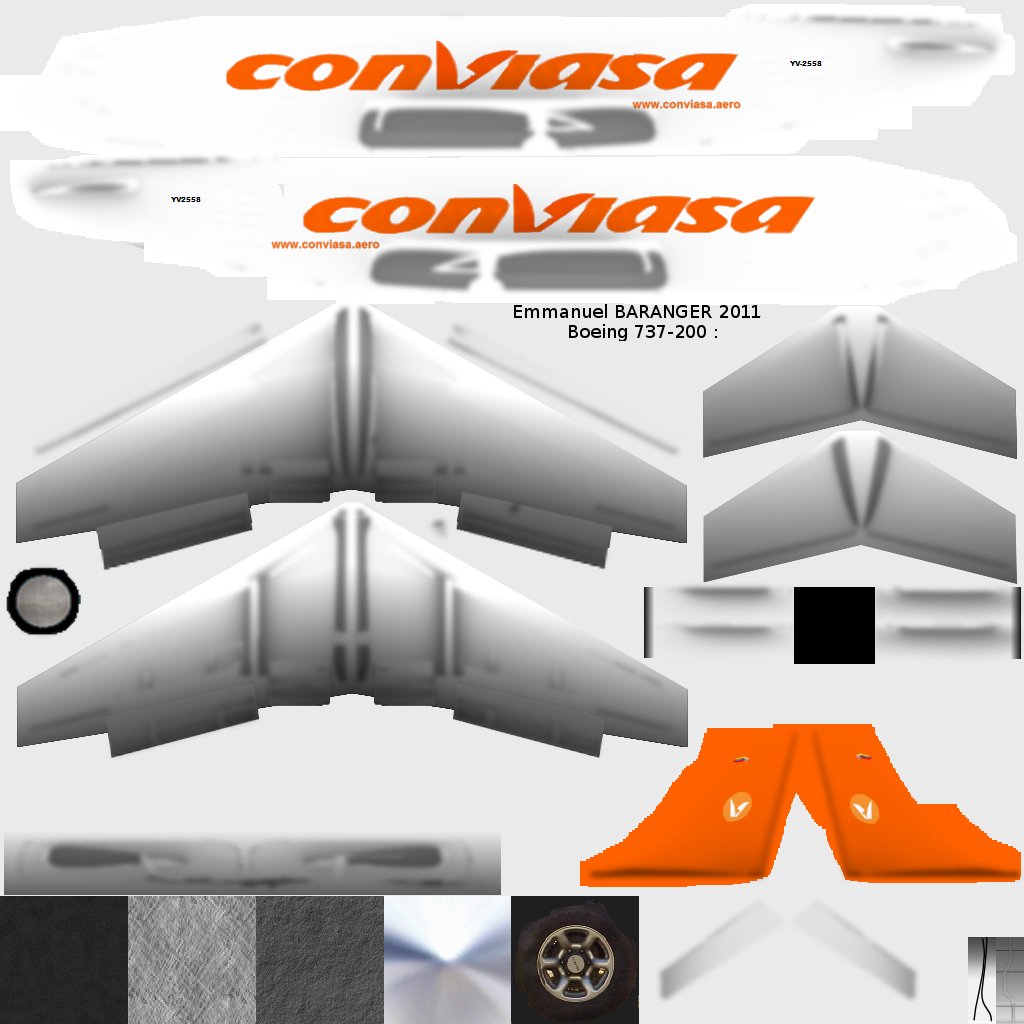 conviasa
YV-2558
www.conviasa.aero
YV2558
conviasa
www.conviasa.aero
Emmanuel BARANGER 2011
Boeing 737-200 :